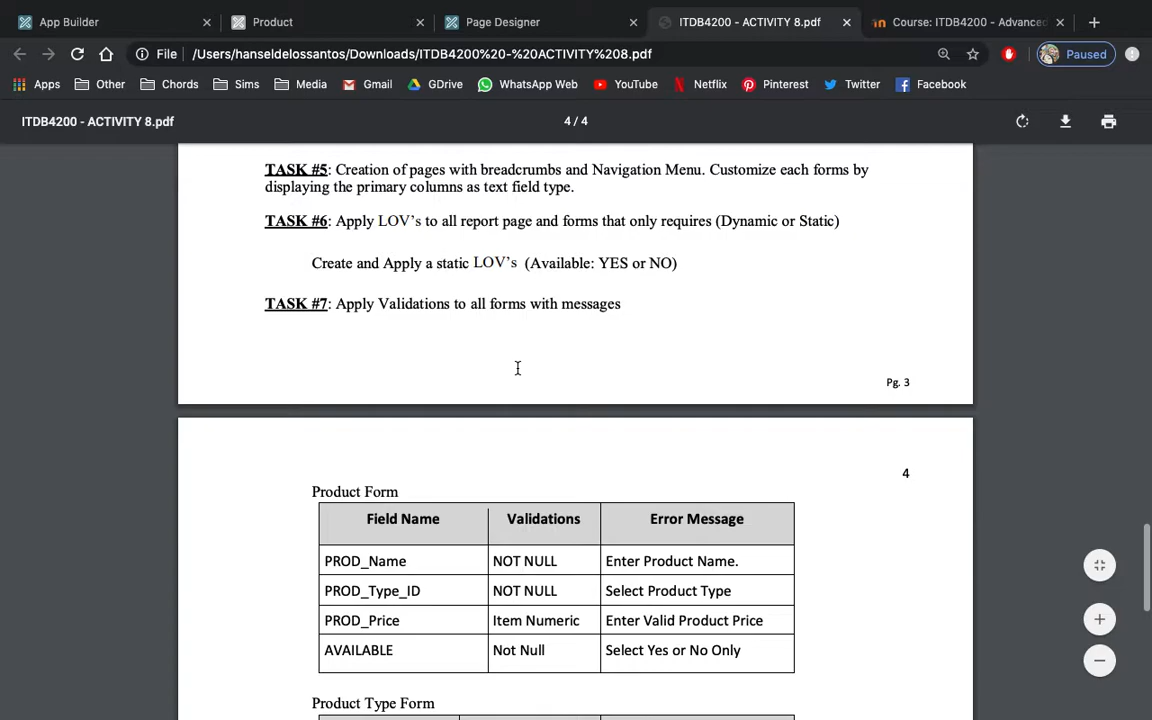 App Builder
Product
Page Designer
ITDB4200 - ACTIVITY 8.pdf
Course: ITDB4200 - Advanced
File /Users/hanseldelossantos/Downloads/ITDB4200%20-%20ACTIVITY%208.pdf
Paused
Apps Other Chords Sims Media Gmail GDrive WhatsApp Web YouTube Netflix Pinterest Twitter Facebook
ITDB4200 - ACTIVITY 8.pdf
4 / 4
TASK #5: Creation of pages with breadcrumbs and Navigation Menu. Customize each forms by
displaying the primary columns as text field type.
TASK #6: Apply LOV's to all report page and forms that only requires (Dynamic or Static)
Create and Apply a static LOV's (Available: YES or NO)
TASK #7: Apply Validations to all forms with messages
Pg. 3
4
Product Form
Field Name Validations Error Message
PROD_Name NOT NULL Enter Product Name.
PROD_Type_ID NOT NULL Select Product Type
PROD_Price Item Numeric Enter Valid Product Price
AVAILABLE Not Null Select Yes or No Only
Product Type Form